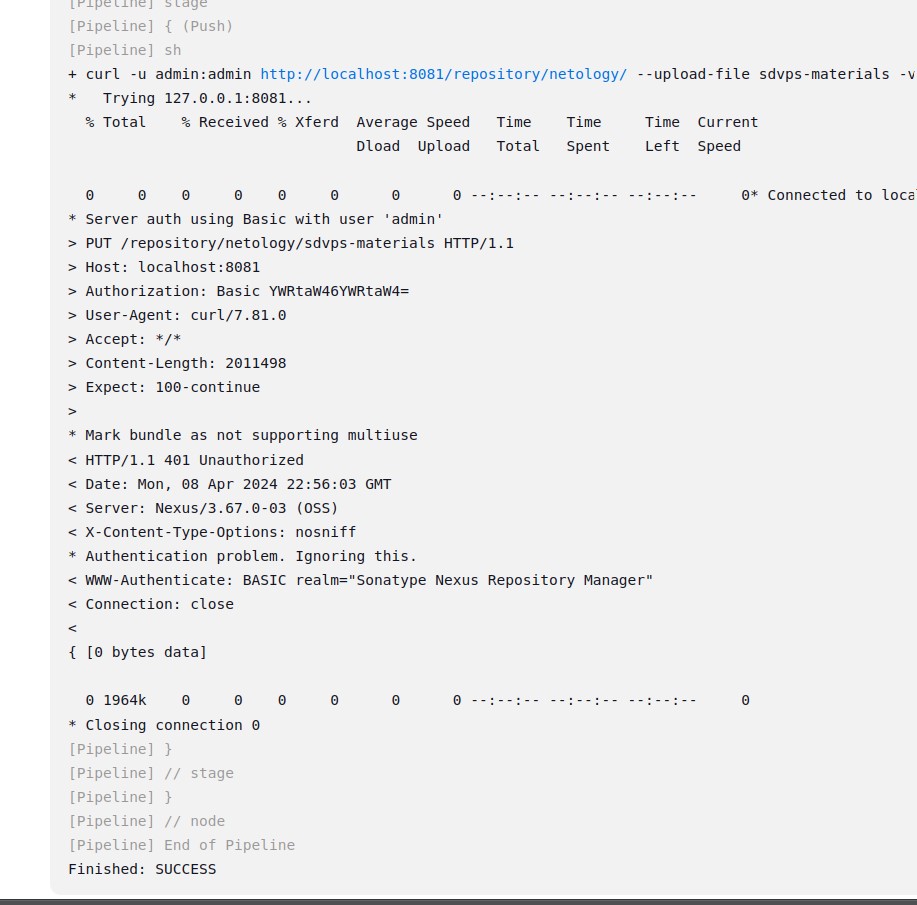 [Pipeline] stage
[Pipeline] { (Push)
[Pipeline] sh
+ curl -u admin:admin http://localhost:8081/repository/netology/ --upload-file sdvps-materials -v
*   Trying 127.0.0.1:8081...
  % Total    % Received % Xferd  Average Speed   Time    Time     Time  Current
                                 Dload  Upload   Total   Spent    Left  Speed
  0     0    0     0    0     0      0      0 --:--:-- --:--:-- --:--:--     0* Connected to loca
* Server auth using Basic with user 'admin'
> PUT /repository/netology/sdvps-materials HTTP/1.1
> Host: localhost:8081
> Authorization: Basic YWRtaW46YWRtaW4=
> User-Agent: curl/7.81.0
> Accept: */*
> Content-Length: 2011498
> Expect: 100-continue
>
* Mark bundle as not supporting multiuse
< HTTP/1.1 401 Unauthorized
< Date: Mon, 08 Apr 2024 22:56:03 GMT
< Server: Nexus/3.67.0-03 (OSS)
< X-Content-Type-Options: nosniff
* Authentication problem. Ignoring this.
< WWW-Authenticate: BASIC realm="Sonatype Nexus Repository Manager"
< Connection: close
<
{ [0 bytes data]
  0 1964k    0     0    0     0      0      0 --:--:-- --:--:-- --:--:--     0
* Closing connection 0
[Pipeline] }
[Pipeline] // stage
[Pipeline] }
[Pipeline] // node
[Pipeline] End of Pipeline
Finished: SUCCESS